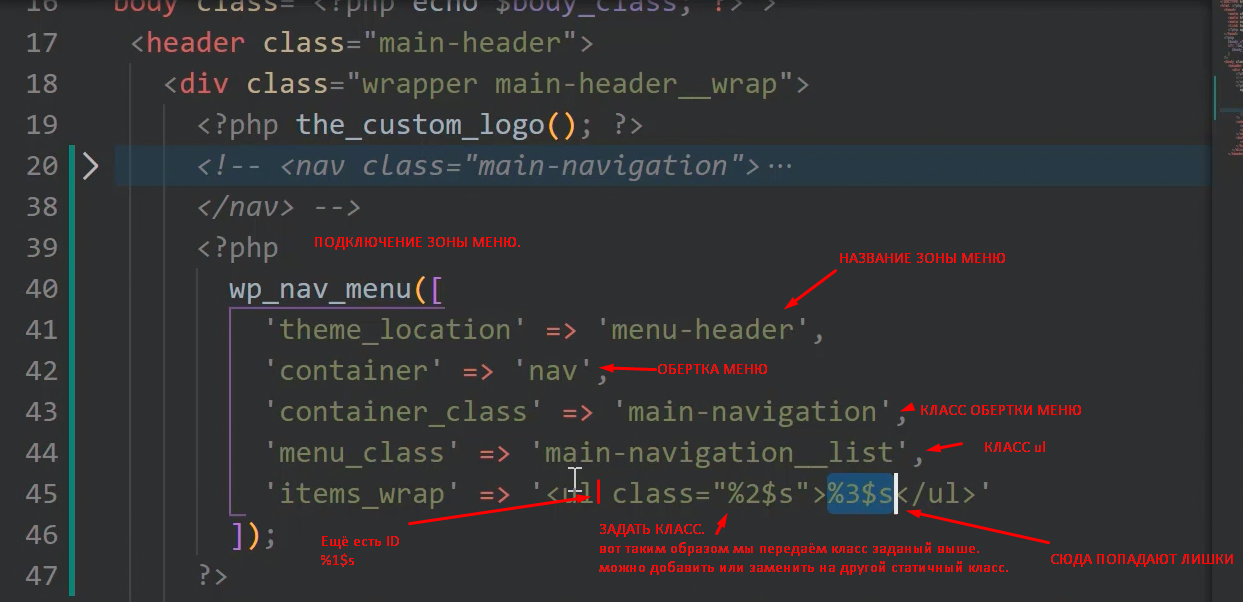 16 body class="<?php echo $body_class; ?>">
17 <header class="main-header">
18 <div class="wrapper main-header__wrap">
19 <?php the_custom_logo(); ?>
20 <!-- <nav class="main-navigation"> ⋯
38 </nav> -->
39 <?php ПОДКЛЮЧЕНИЕ ЗОНЫ МЕНЮ.
НАЗВАНИЕ ЗОНЫ МЕНЮ
40 wp_nav_menu([
41 'theme_location' => 'menu-header',
42 'container' => 'nav', ОБЕРТКА МЕНЮ
43 'container_class' => 'main-navigation', КЛАСС ОБЕРТКИ МЕНЮ
44 'menu_class' => 'main-navigation__list', КЛАСС ul
45 'items_wrap' => '<ul class="%2$s">%3$s</ul>'
46 ]);
47 ?>
Ещё есть ID
%1$s
ЗАДАТЬ КЛАСС.
вот таким образом мы передаём класс заданый выше.
можно добавить или заменить на другой статичный класс.
СЮДА ПОПАДАЮТ ЛИШКИ